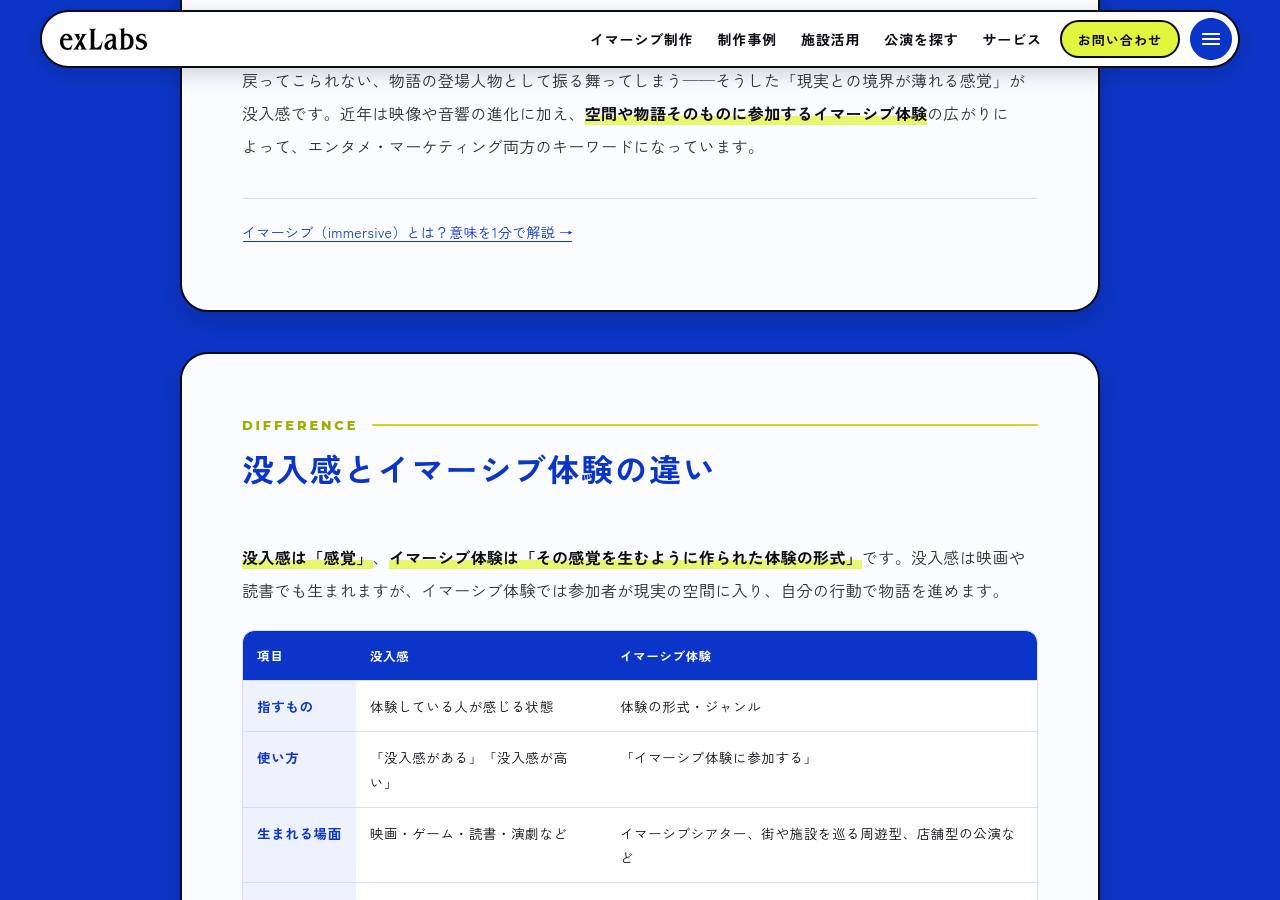 exLabs
イマーシブ制作 制作事例 施設活用 公演を探す サービス お問い合わせ
戻ってこられない、物語の登場人物として振る舞ってしまう──そうした「現実との境界が薄れる感覚」が
没入感です。近年は映像や音響の進化に加え、空間や物語そのものに参加するイマーシブ体験の広がりに
よって、エンタメ・マーケティング両方のキーワードになっています。
イマーシブ（immersive）とは？意味を1分で解説 →
DIFFERENCE
没入感とイマーシブ体験の違い
没入感は「感覚」、イマーシブ体験は「その感覚を生むように作られた体験の形式」です。没入感は映画や
読書でも生まれますが、イマーシブ体験では参加者が現実の空間に入り、自分の行動で物語を進めます。
項目 没入感 イマーシブ体験
指すもの 体験している人が感じる状態 体験の形式・ジャンル
使い方 「没入感がある」「没入感が高 「イマーシブ体験に参加する」
い」
生まれる場面 映画・ゲーム・読書・演劇など イマーシブシアター、街や施設を巡る周遊型、店舗型の公演な
ど